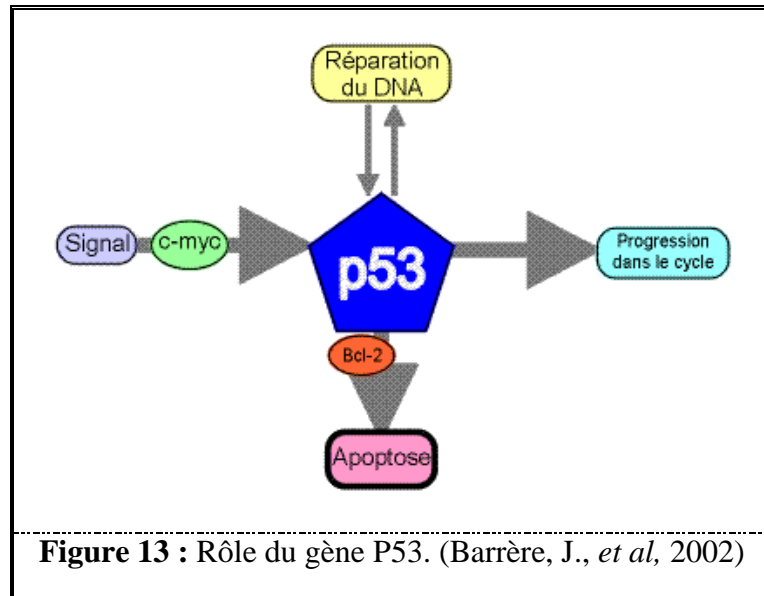 Réparation
du DNA
Signal
c-myc
p53
Progression
dans le cycle
Bcl-2
Apoptose
Figure 13 : Rôle du gène P53. (Barrère, J., et al, 2002)